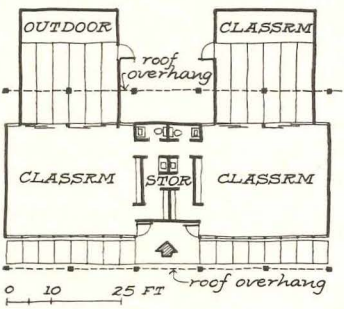 OUTDOOR CLASSRM
roof
overhang
CLASSRM STOR CLASSRM
roof overhang
0 10 25 FT